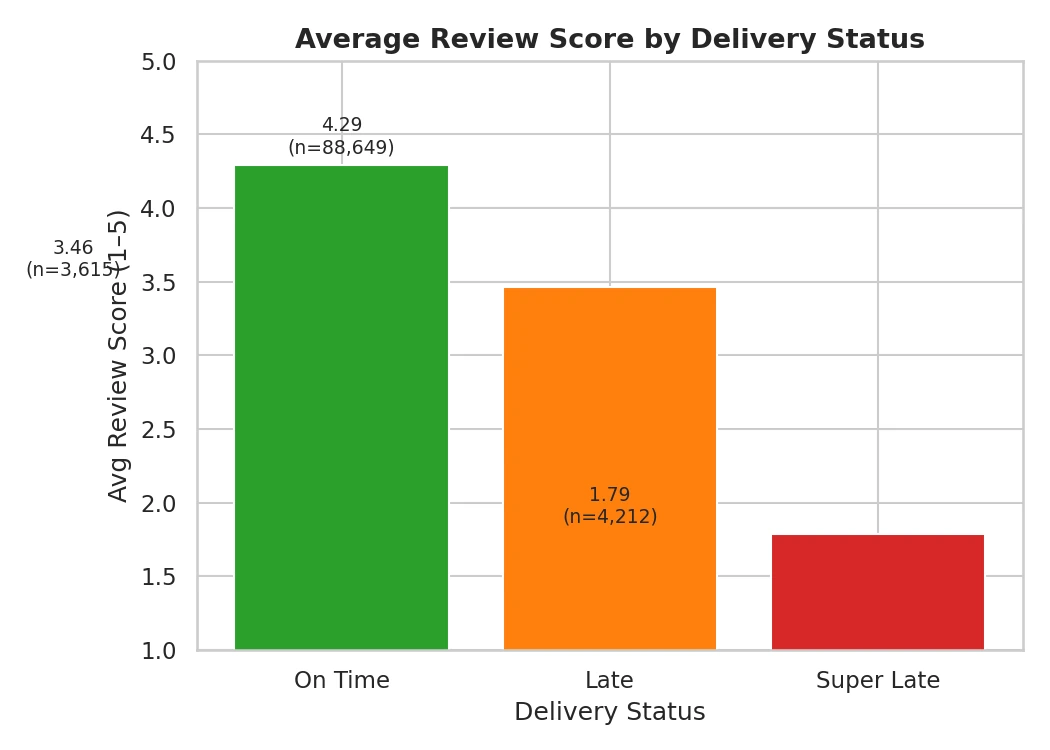 Average Review Score by Delivery Status
5.0
4.5
4.0
3.5
3.0
2.5
2.0
1.5
1.0
Avg Review Score (1–5)
4.29
(n=88,649)
3.46
(n=3,615)
1.79
(n=4,212)
On Time
Late
Super Late
Delivery Status